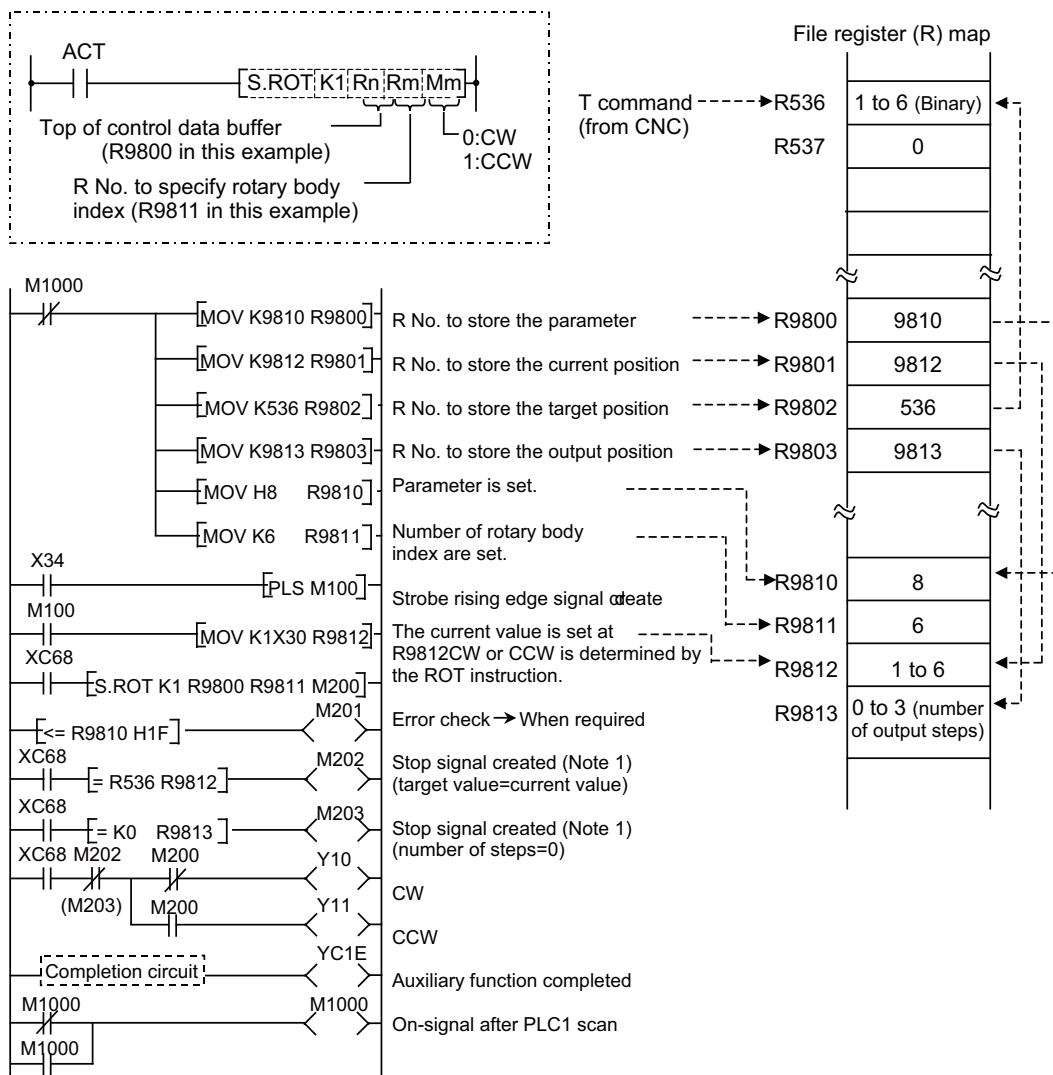 ACT
S.ROT K1 Rn Rm Mm
Top of control data buffer
(R9800 in this example)
0:CW
1:CCW
R No. to specify rotary body
index (R9811 in this example)
File register (R) map
T command
(from CNC)
R536
1 to 6 (Binary)
R537
0
M1000
MOV K9810 R9800
R No. to store the parameter
R9800
9810
MOV K9812 R9801
R No. to store the current position
R9801
9812
MOV K536 R9802
R No. to store the target position
R9802
536
MOV K9813 R9803
R No. to store the output position
R9803
9813
MOV H8 R9810
Parameter is set.
MOV K6 R9811
Number of rotary body
index are set.
X34
PLS M100
Strobe rising edge signal create
R9810
8
M100
MOV K1X30 R9812
The current value is set at
R9812CW or CCW is determined by
the ROT instruction.
R9811
6
R9812
1 to 6
XC68
S.ROT K1 R9800 R9811 M200
R9813
0 to 3 (number
of output steps)
<= R9810 H1F
M201
Error check → When required
XC68
= R536 R9812
M202
Stop signal created (Note 1)
(target value=current value)
XC68
= K0 R9813
M203
Stop signal created (Note 1)
(number of steps=0)
XC68 M202 M200
Y10
CW
(M203)
M200
Y11
CCW
Completion circuit
YC1E
Auxiliary function completed
M1000
M1000
On-signal after PLC1 scan
M1000